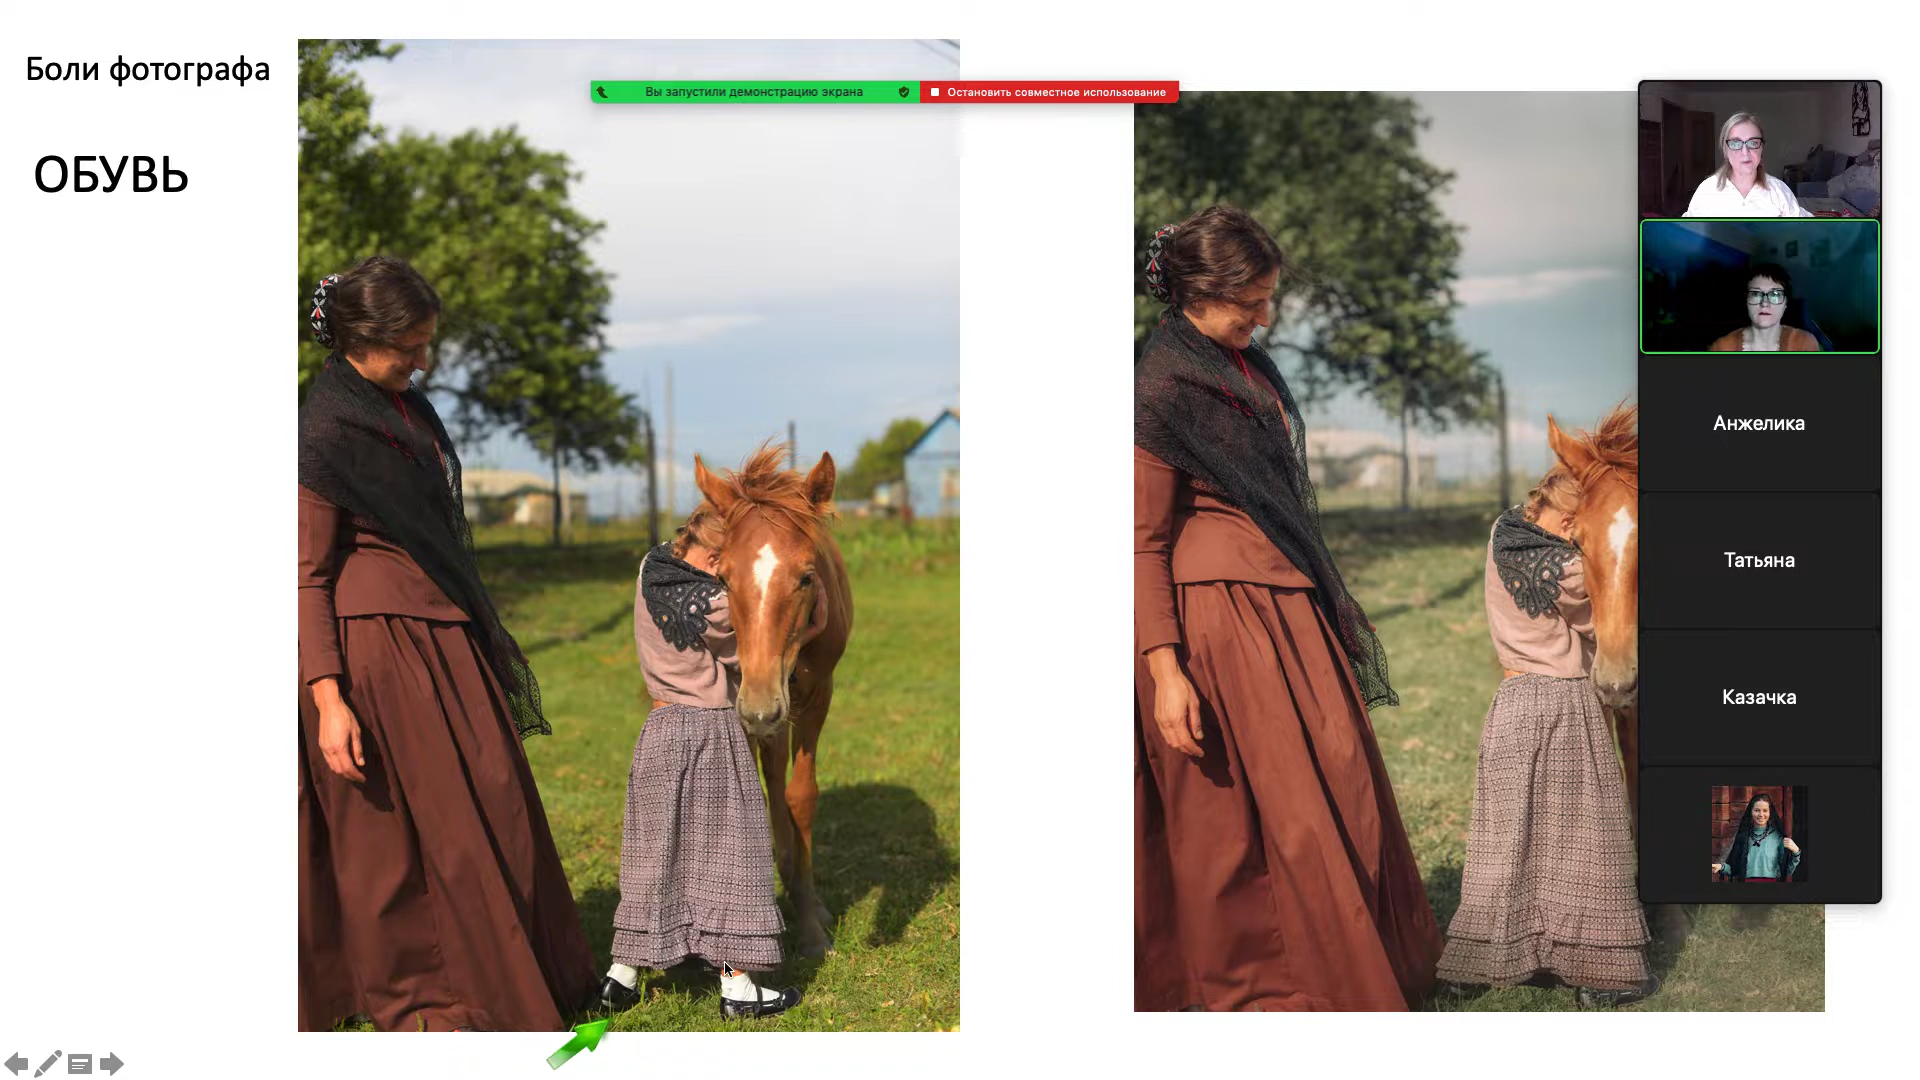 Боли фотографа
ОБУВЬ
Вы запустили демонстрацию экрана
Остановить совместное использование
Анжелика
Татьяна
Казачка